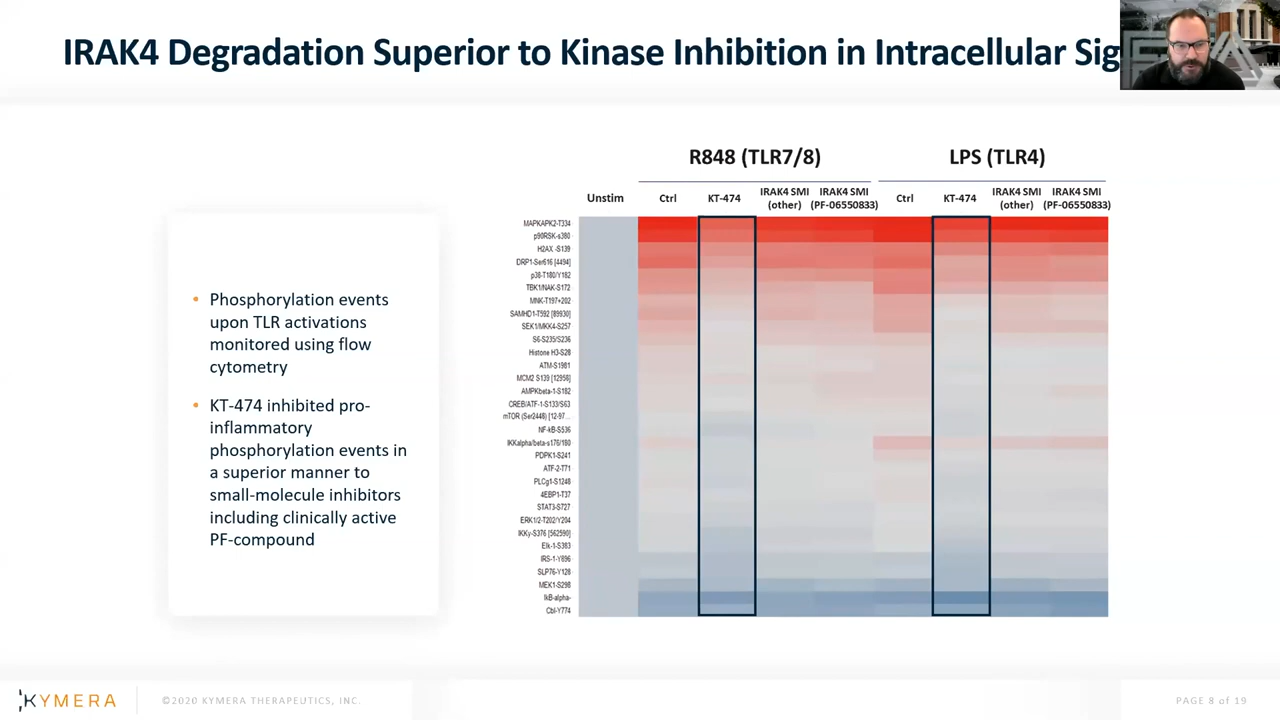 IRAK4 Degradation Superior to Kinase Inhibition in Intracellular Sig
R848 (TLR7/8)
LPS (TLR4)
Unstim
Ctrl
KT-474
IRAK4 SMI
(other)
IRAK4 SMI
(PF-06550833)
Ctrl
KT-474
IRAK4 SMI
(other)
IRAK4 SMI
(PF-06550833)
• Phosphorylation events
upon TLR activations
monitored using flow
cytometry
• KT-474 inhibited pro-
inflammatory
phosphorylation events in
a superior manner to
small-molecule inhibitors
including clinically active
PF-compound
MAPKAPK2-T334
p90RSK-s380
H2AX -S139
DRP1-Ser616 [4494]
p38-T180/Y182
TBK1/NAK-S172
MNK-T197+202
SAMHD1-T592 [89930]
SEK1/MKK4-S257
S6-S235/S236
Histone H3-S28
ATM-S1981
MCM2 S139 [12958]
AMPKbeta-1-S182
CREB/ATF-1-S133/S63
mTOR (Ser2448) [12-97...
NF-kB-S536
IKKalpha/beta-s176/180
PDPK1-S241
ATF-2-T71
PLCg1-S1248
4EBP1-T37
STAT3-S727
ERK1/2-T202/Y204
IKKy-S376 [562590]
Elk-1-S383
IRS-1-Y896
SLP76-Y128
MEK1-S298
IkB-alpha-
Cbl-Y774
KYMERA
©2020 KYMERA THERAPEUTICS, INC.
PAGE 8 of 19